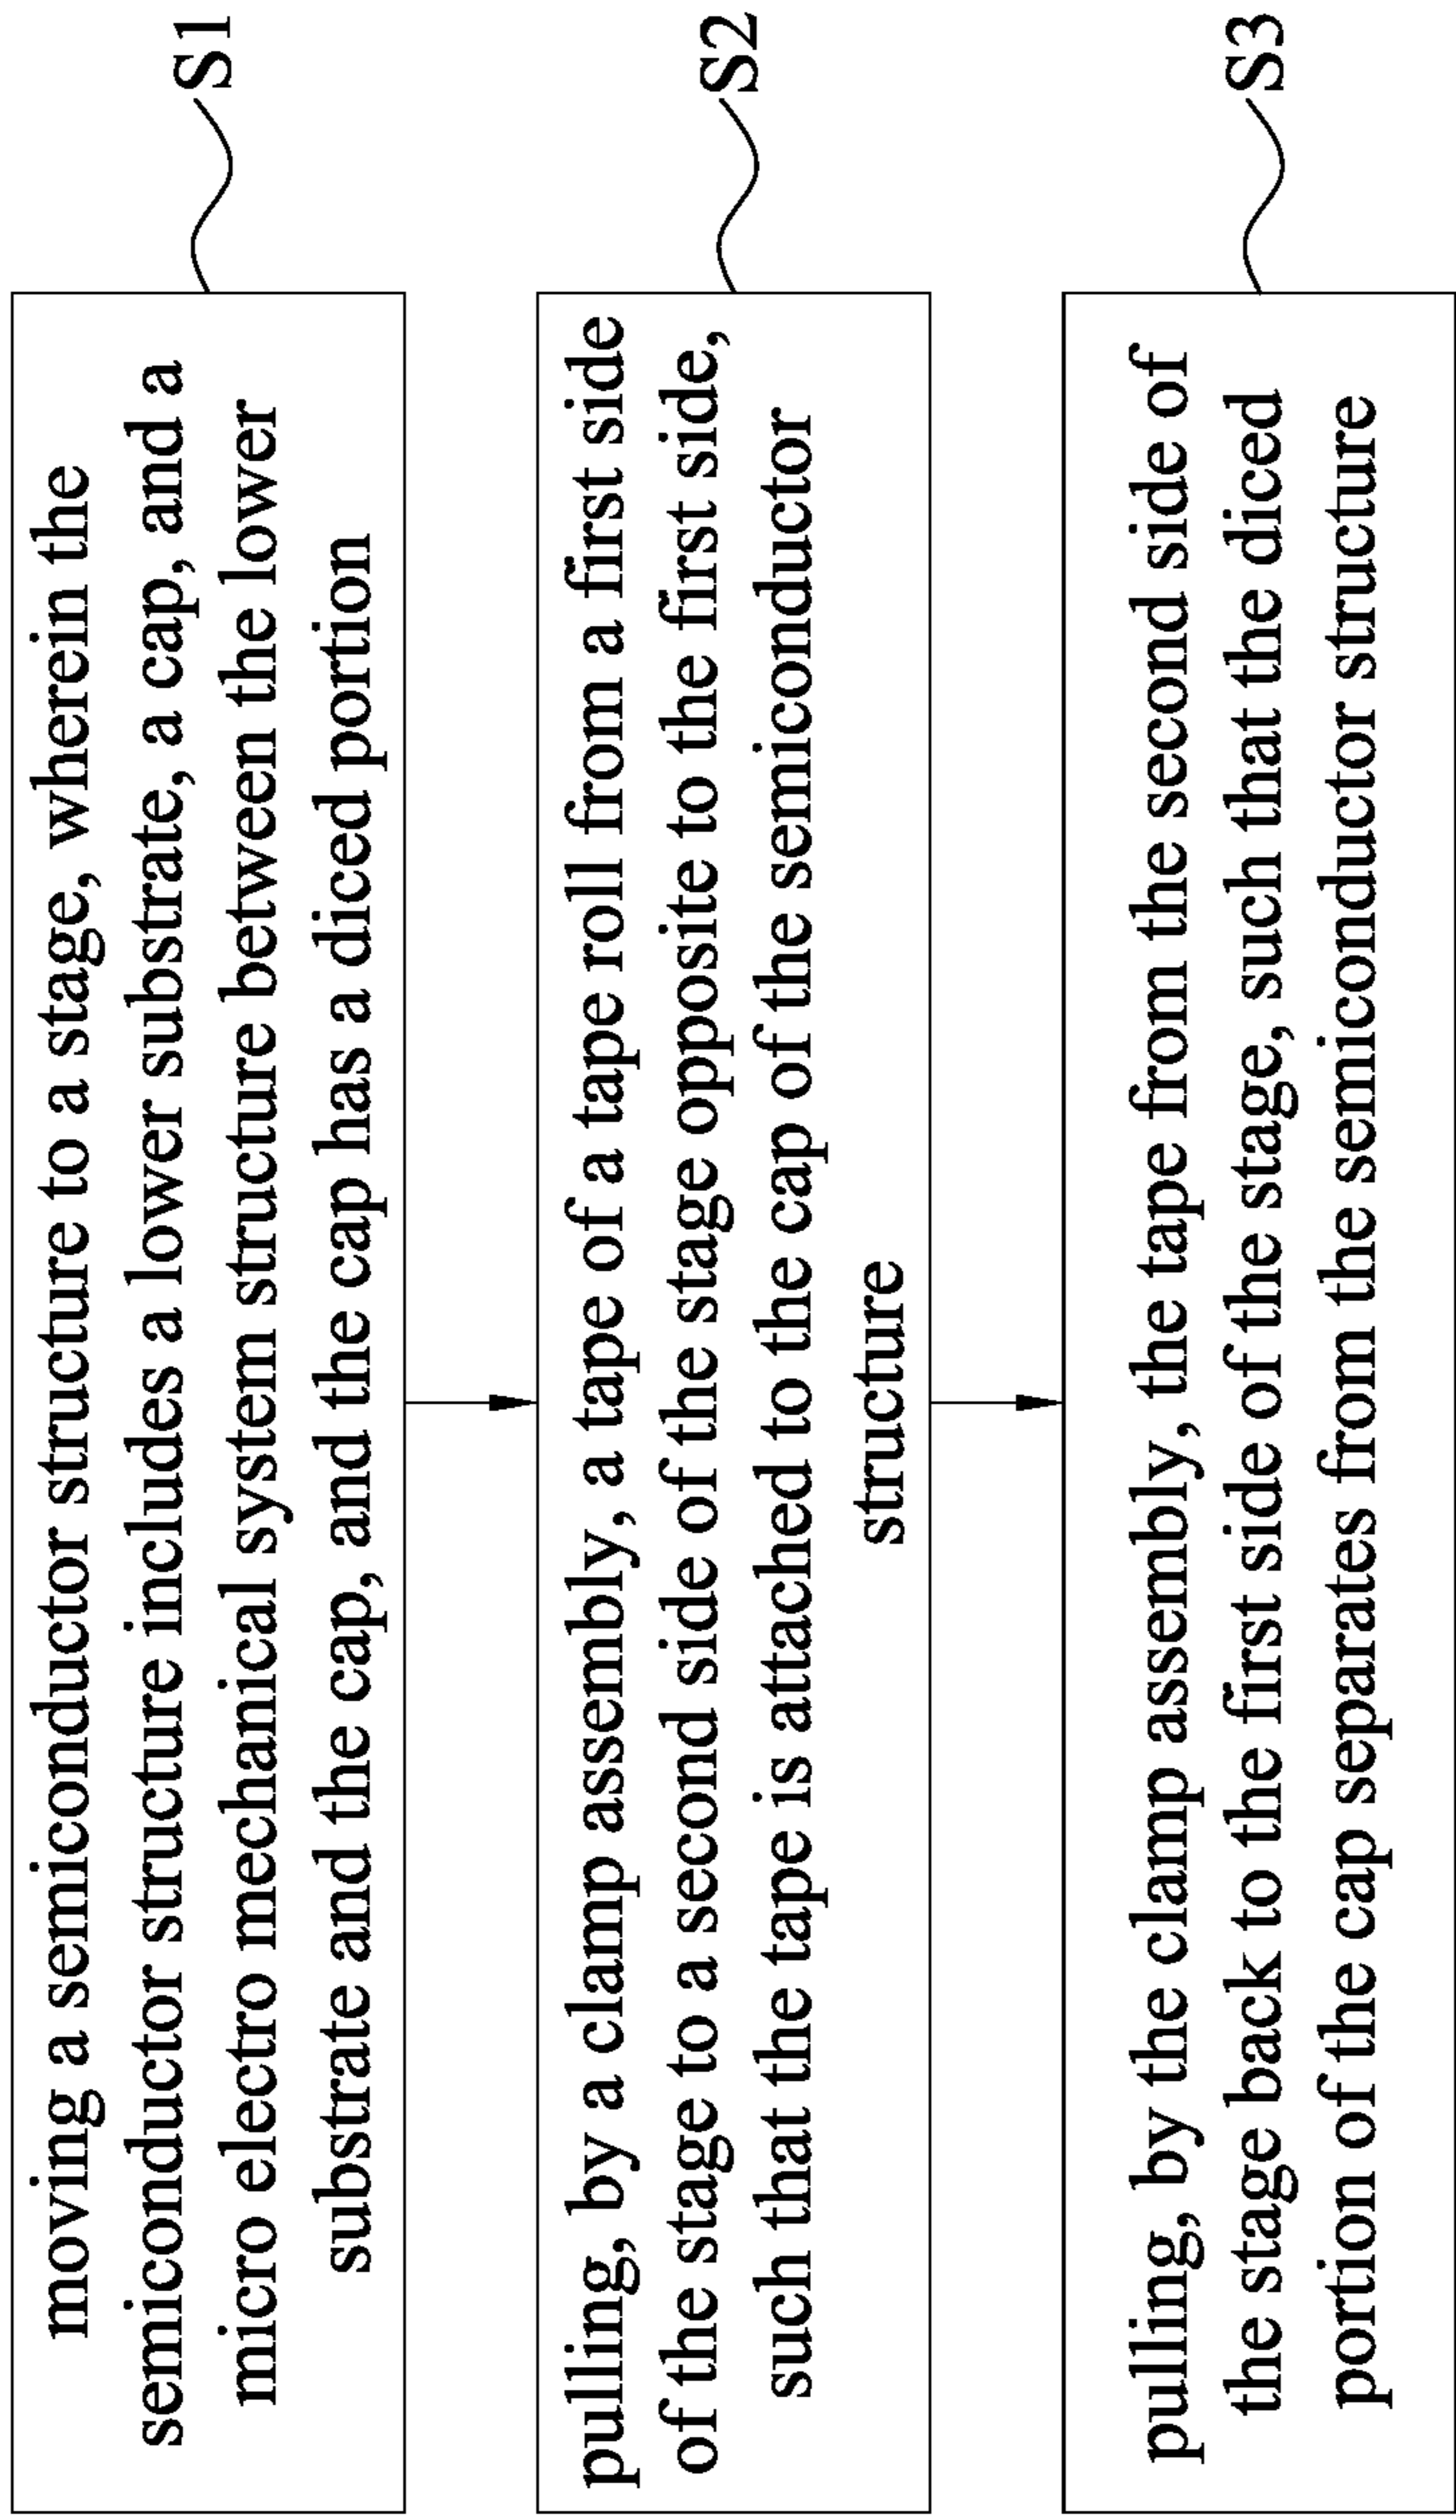 moving a semiconductor structure to a stage, wherein the
semiconductor structure includes a lower substrate, a cap, and a
micro electro mechanical system structure between the lower
substrate and the cap, and the cap has a diced portion
S1
pulling, by a clamp assembly, a tape of a tape roll from a first side
of the stage to a second side of the stage opposite to the first side,
such that the tape is attached to the cap of the semiconductor
structure
S2
pulling, by the clamp assembly, the tape from the second side of
the stage back to the first side of the stage, such that the diced
portion of the cap separates from the semiconductor structure
S3